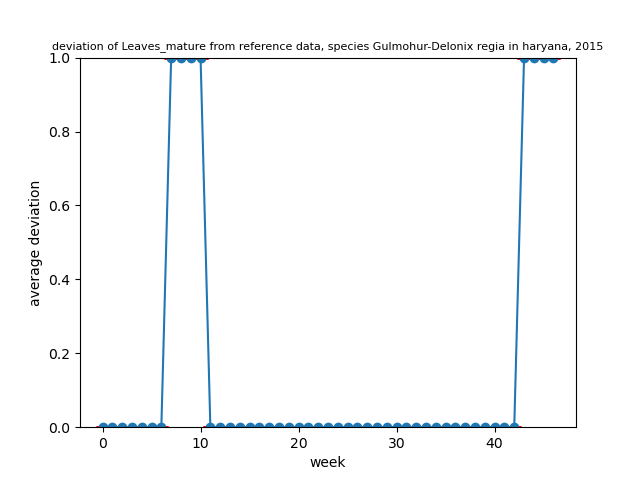 deviation of Leaves_mature from reference data, species Gulmohur-Delonix regia in haryana, 2015
1.0
0.8
0.6
0.4
0.2
0.0
average deviation
0 10 20 30 40
week